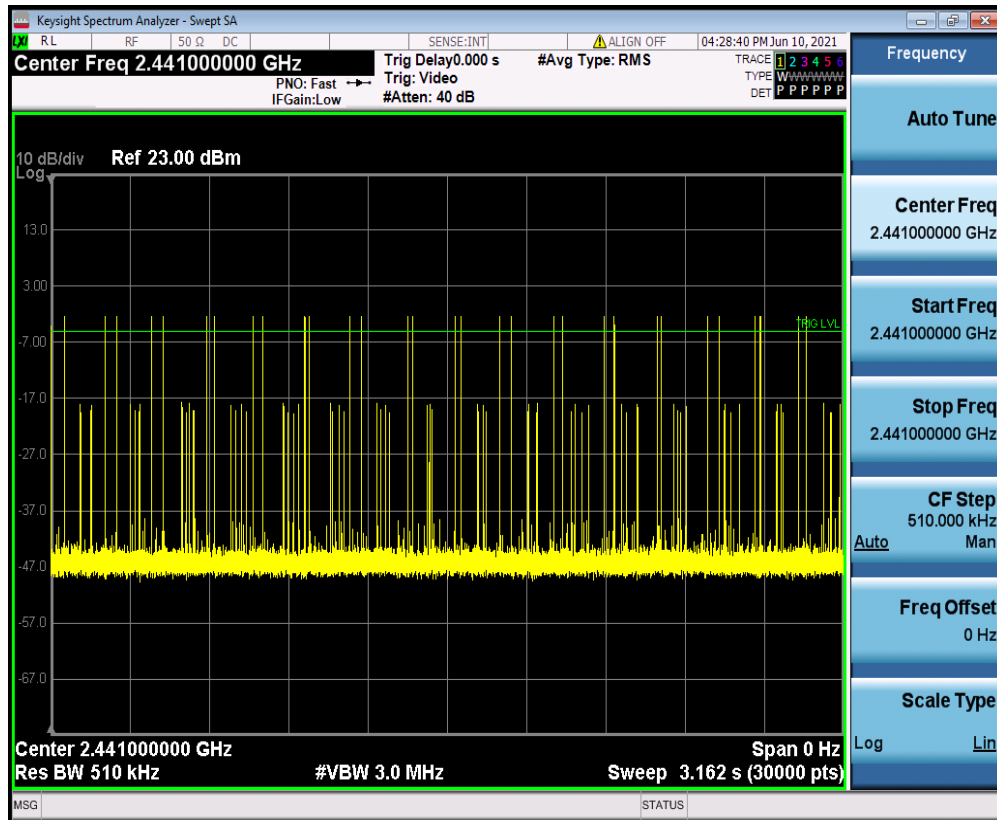 Keysight Spectrum Analyzer - Swept SA
LXI RL RF 50 Ω DC SENSE:INT ALIGN OFF 04:28:40 PM Jun 10, 2021
Center Freq 2.441000000 GHz
PNO: Fast
IFGain:Low
Trig Delay0.000 s
Trig: Video
#Atten: 40 dB
#Avg Type: RMS
TRACE 1 2 3 4 5 6
TYPE WWWWWW
DET P P P P P P
10 dB/div Ref 23.00 dBm
Log
13.0
3.00
TRIG LVL
-7.00
-17.0
-27.0
-37.0
-47.0
-57.0
-67.0
Center 2.441000000 GHz Span 0 Hz
Res BW 510 kHz #VBW 3.0 MHz Sweep 3.162 s (30000 pts)
MSG STATUS
Frequency
Auto Tune
Center Freq
2.441000000 GHz
Start Freq
2.441000000 GHz
Stop Freq
2.441000000 GHz
CF Step
510.000 kHz
Auto Man
Freq Offset
0 Hz
Scale Type
Log Lin